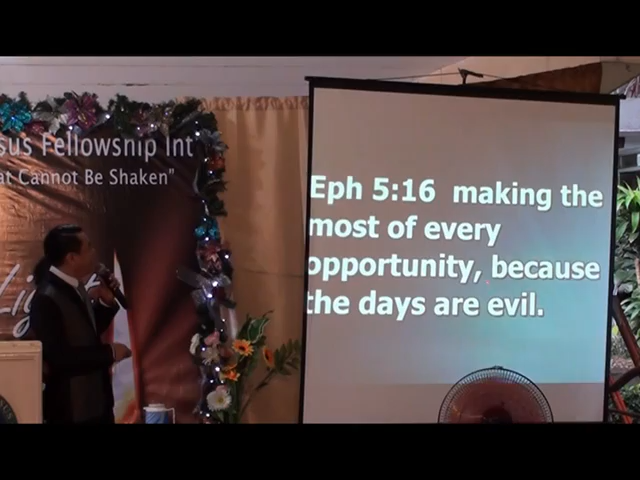 sus Fellowship Int
at Cannot Be Shaken"
Light
Eph 5:16 making the
most of every
opportunity, because
the days are evil.